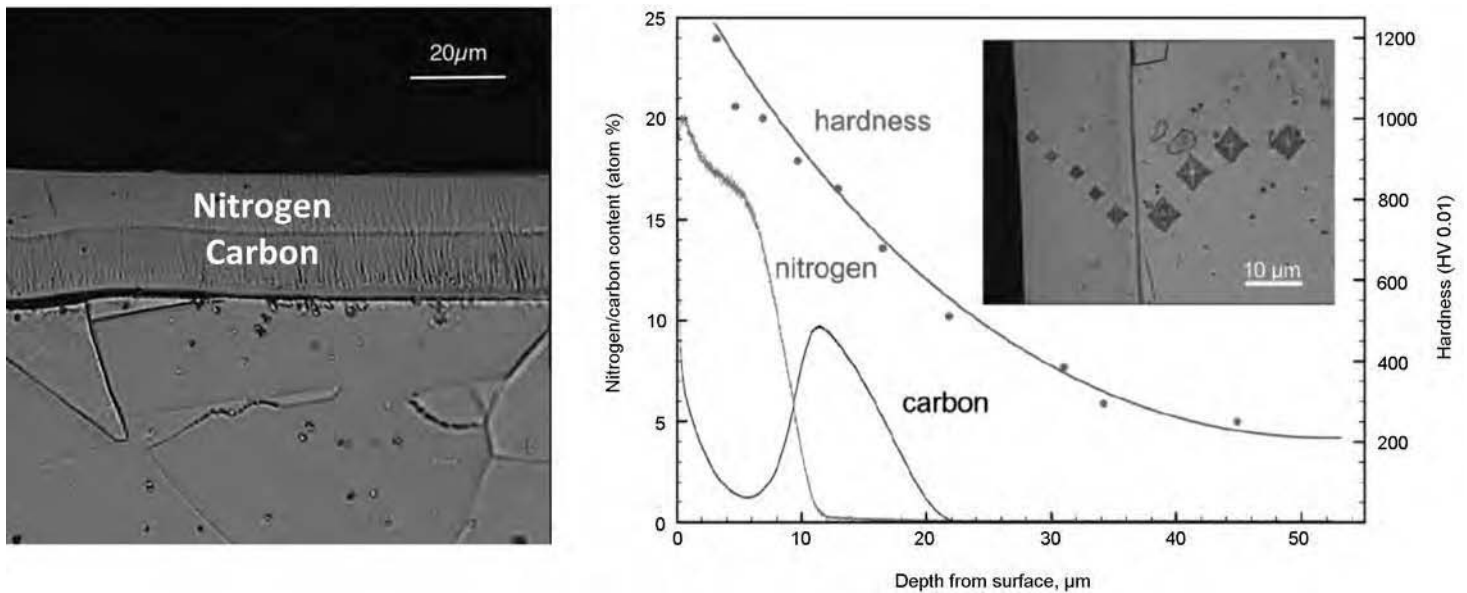 20μm
Nitrogen
Carbon
Nitrogen/carbon content (atom %)
25
20
15
10
5
0
hardness
nitrogen
carbon
10 μm
1200
1000
800
600
400
200
Hardness (HV 0.01)
0
10
20
30
40
50
Depth from surface, μm